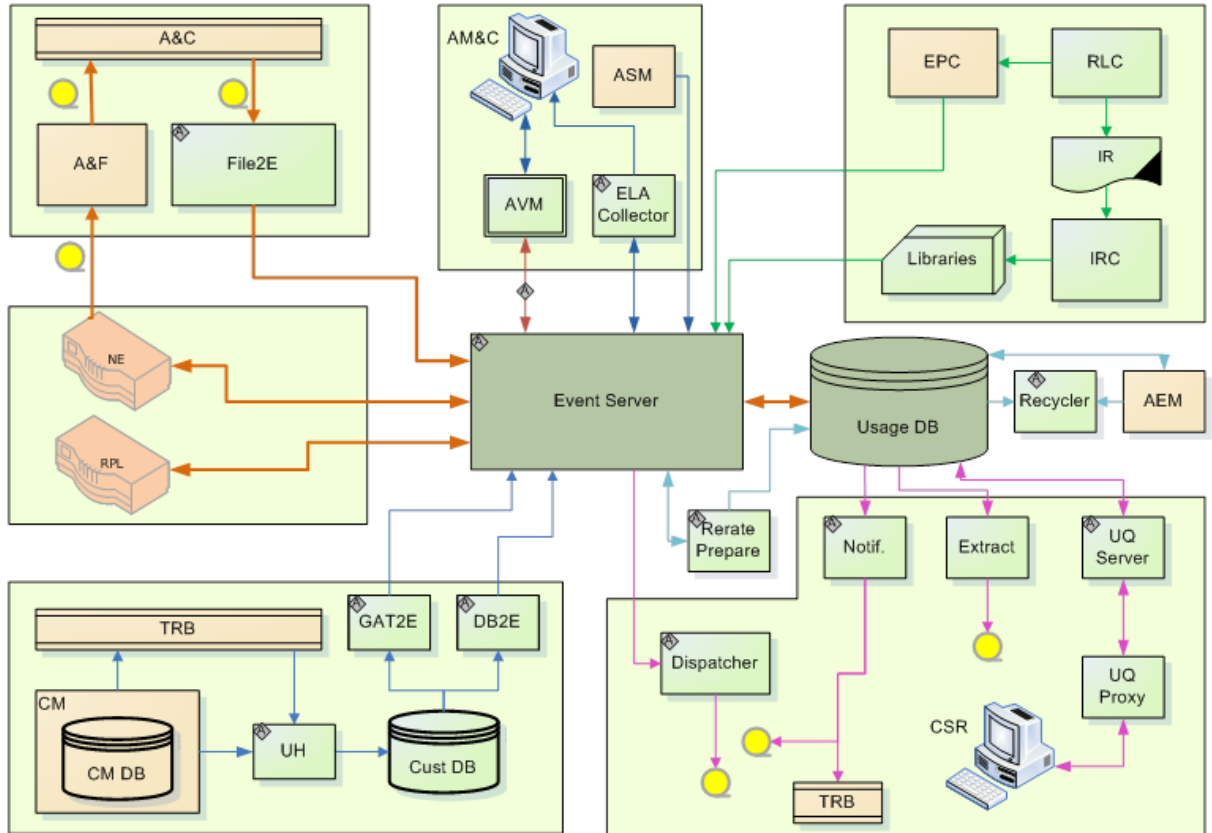 A&C
A&F
File2E
AM&C
ASM
AVM
ELA
Collector
EPC
RLC
IR
Libraries
IRC
NE
RPL
Event Server
Usage DB
Recycler
AEM
Rerate
Prepare
Notif.
Extract
UQ
Server
UQ
Proxy
Dispatcher
CSR
TRB
TRB
GAT2E
DB2E
CM
CM DB
UH
Cust DB
A
A
A
A
A
A
A
A
A
A
A
A